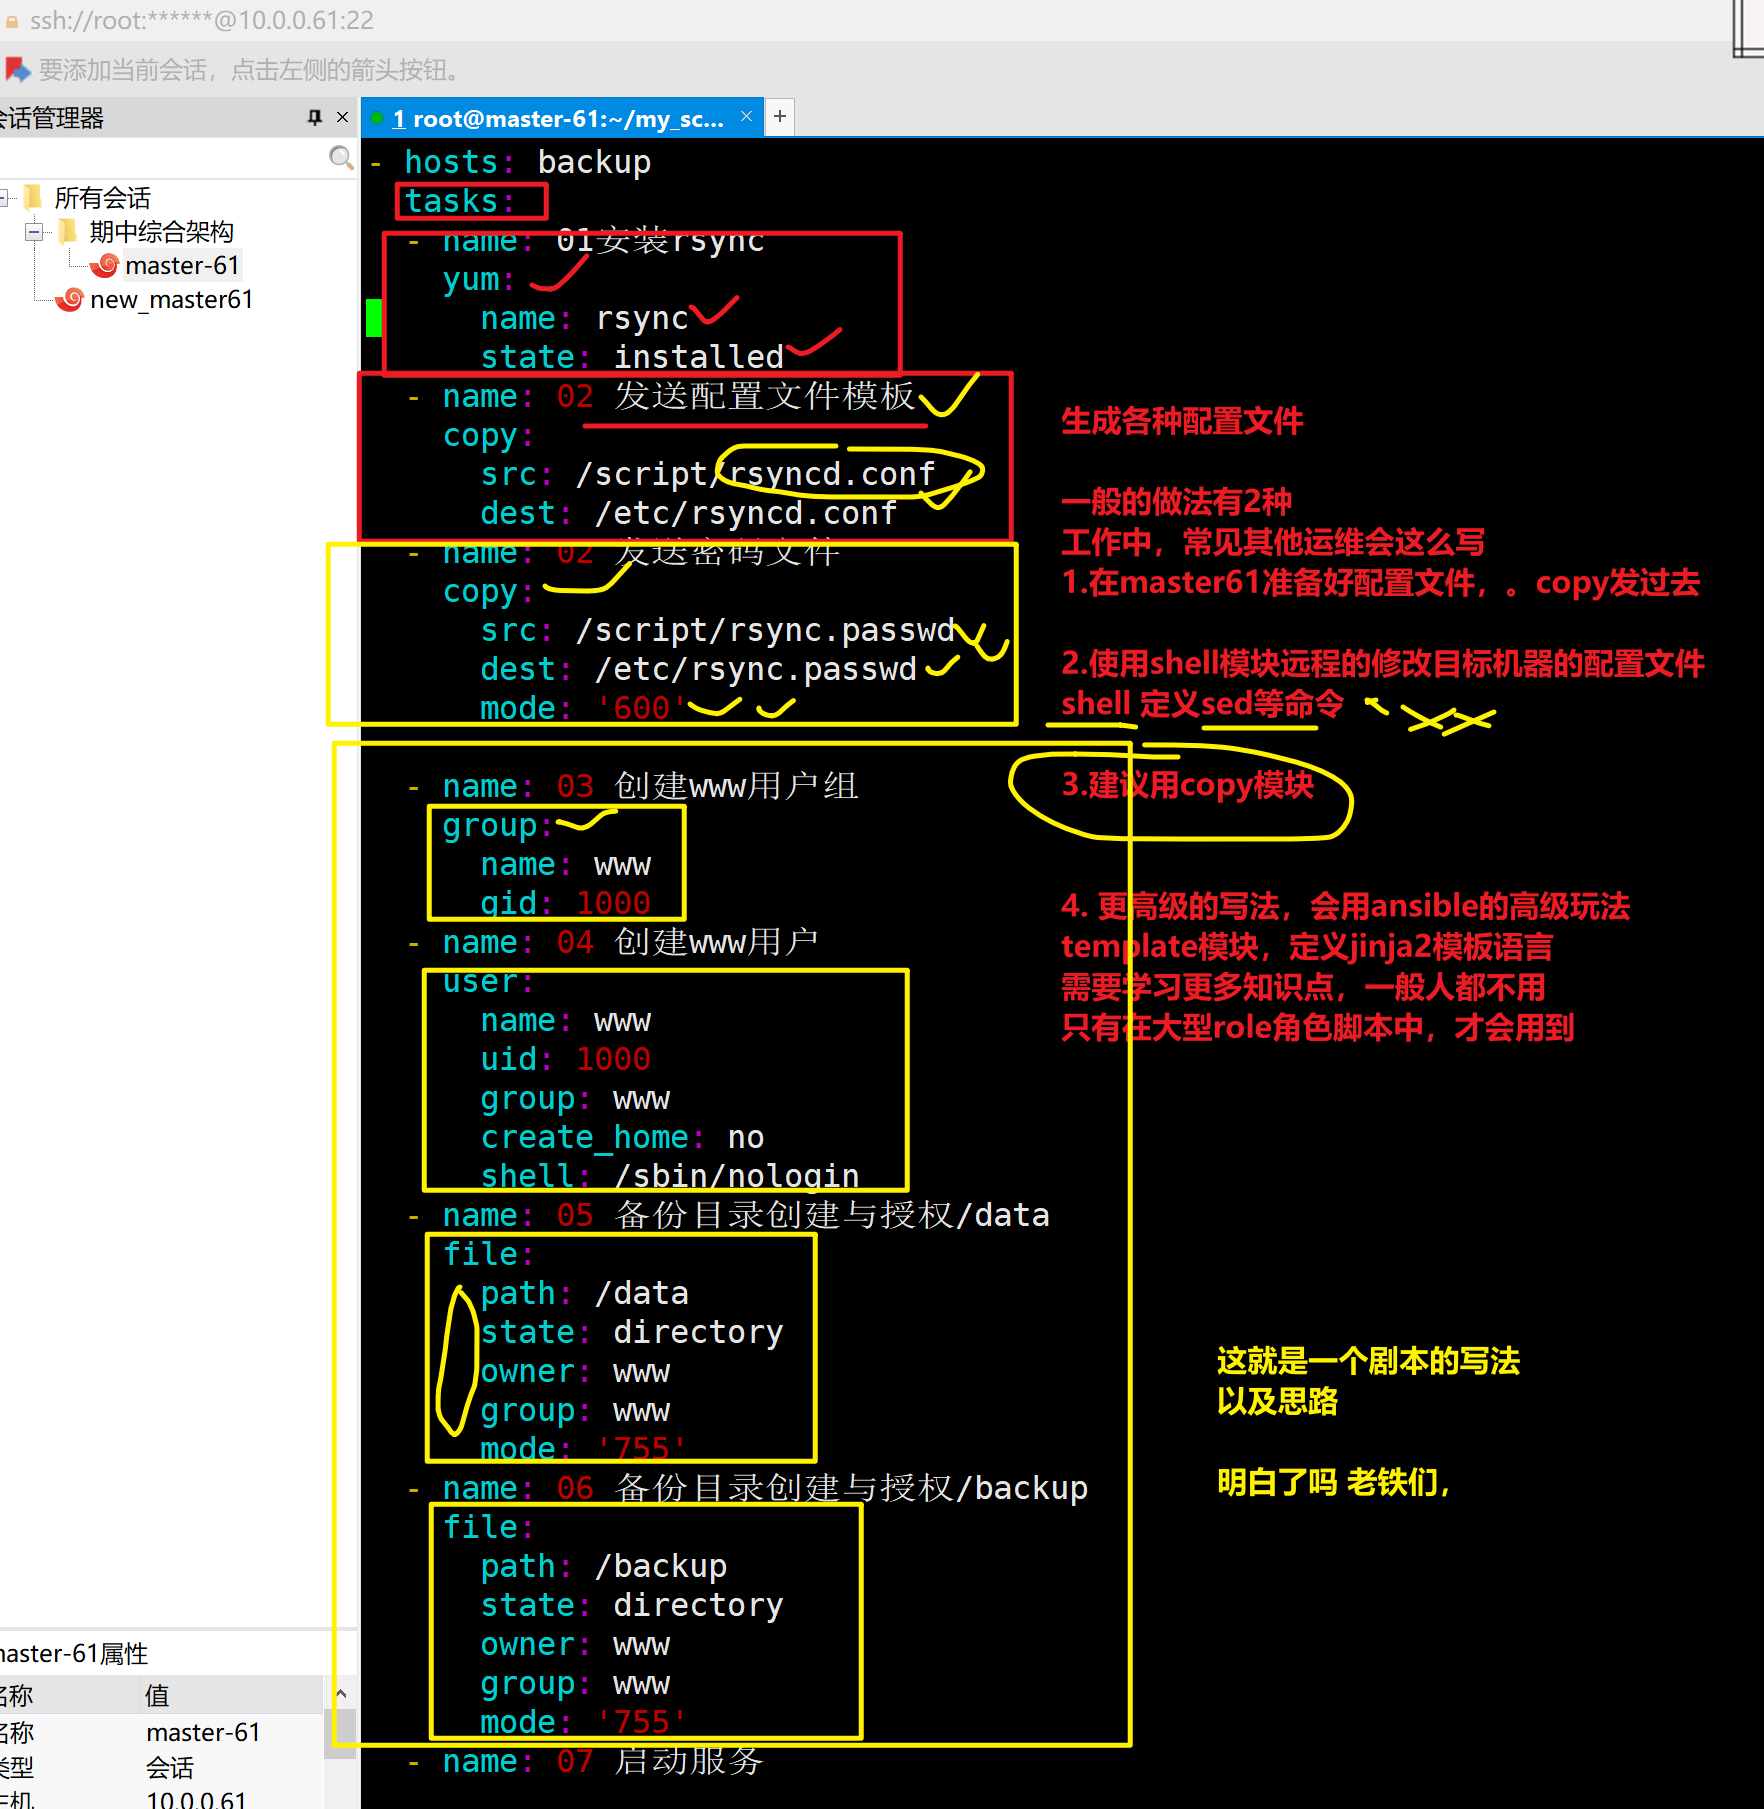 ssh://root:******@10.0.0.61:22
要添加当前会话，点击左侧的箭头按钮。
会话管理器
1 root@master-61:~/my_sc... × +
所有会话
期中综合架构
master-61
new_master61
- hosts: backup
tasks:
- name: 01安装rsync
yum:
name: rsync
state: installed
- name: 02 发送配置文件模板
copy:
src: /script/rsyncd.conf
dest: /etc/rsyncd.conf
- name: 02 发送密码文件
copy:
src: /script/rsync.passwd
dest: /etc/rsync.passwd
mode: '600'
- name: 03 创建www用户组
group:
name: www
gid: 1000
- name: 04 创建www用户
user:
name: www
uid: 1000
group: www
create_home: no
shell: /sbin/nologin
- name: 05 备份目录创建与授权/data
file:
path: /data
state: directory
owner: www
group: www
mode: '755'
- name: 06 备份目录创建与授权/backup
file:
path: /backup
state: directory
owner: www
group: www
mode: '755'
- name: 07 启动服务
生成各种配置文件
一般的做法有2种
工作中，常见其他运维会这么写
1.在master61准备好配置文件，。copy发过去
2.使用shell模块远程的修改目标机器的配置文件
shell 定义sed等命令
3.建议用copy模块
4. 更高级的写法，会用ansible的高级玩法
template模块，定义jinja2模板语言
需要学习更多知识点，一般人都不用
只有在大型role角色脚本中，才会用到
这就是一个剧本的写法
以及思路
明白了吗 老铁们，
master-61属性
名称 值
名称 master-61
类型 会话
主机 10.0.0.61